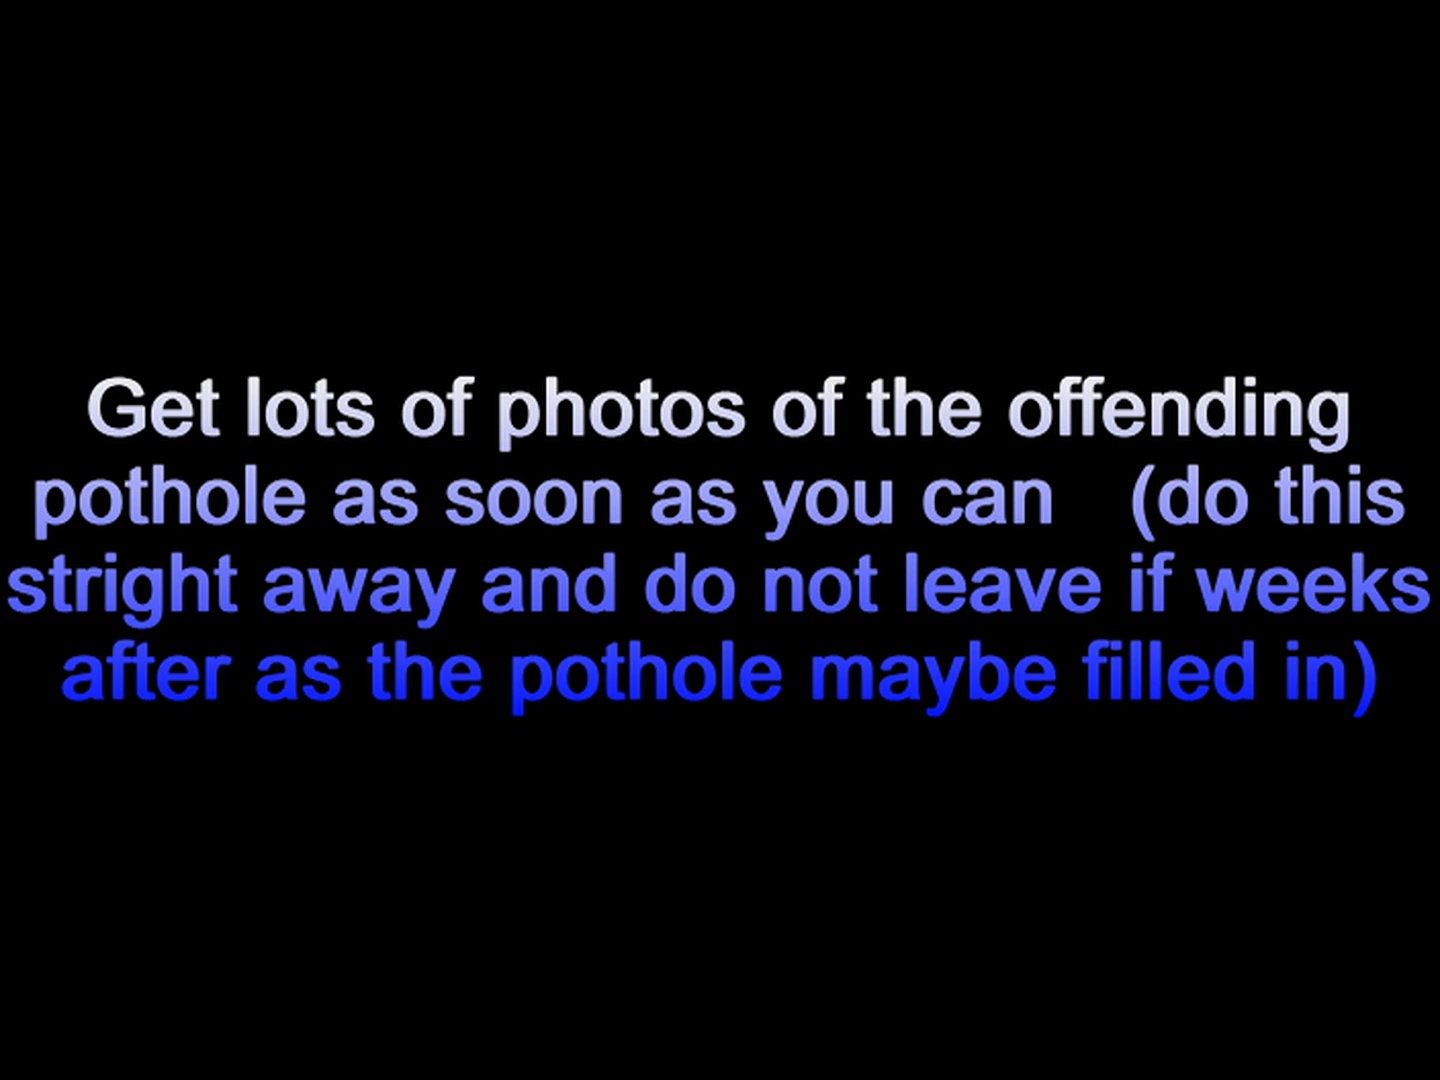 Get lots of photos of the offending
pothole as soon as you can   (do this
stright away and do not leave if weeks
after as the pothole maybe filled in)